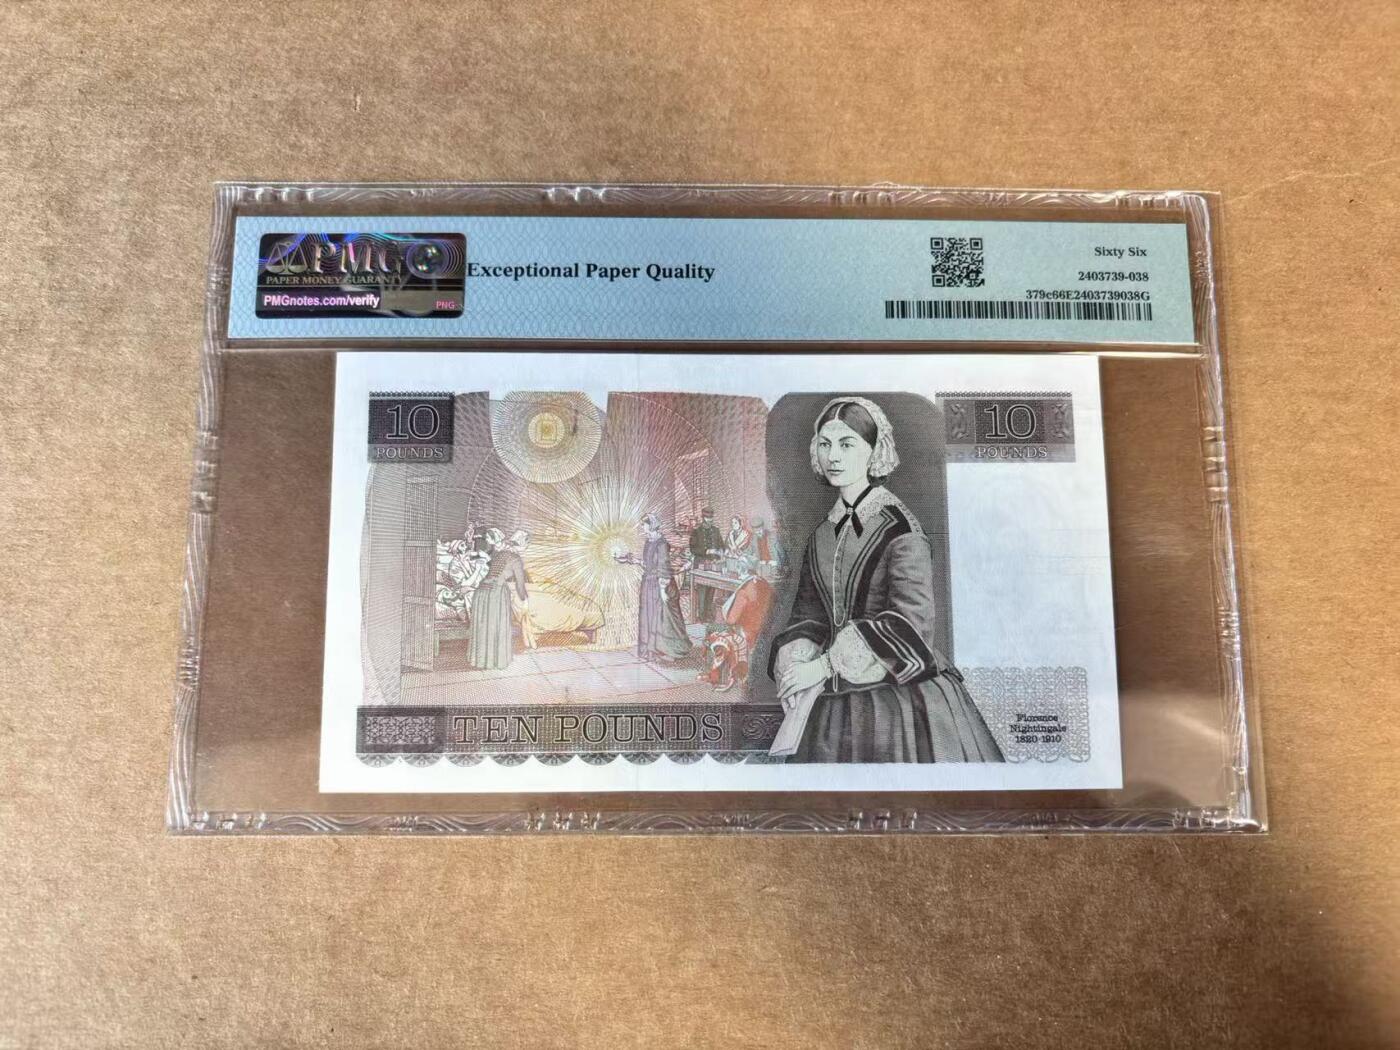 PMG
PAPER MONEY GUARANTY
PMGnotes.com/verify
PNG
Exceptional Paper Quality
Sixty Six
2403739-038
379c66E2403739038G
10
POUNDS
10
POUNDS
TEN POUNDS
Florence
Nightingale
1820-1910